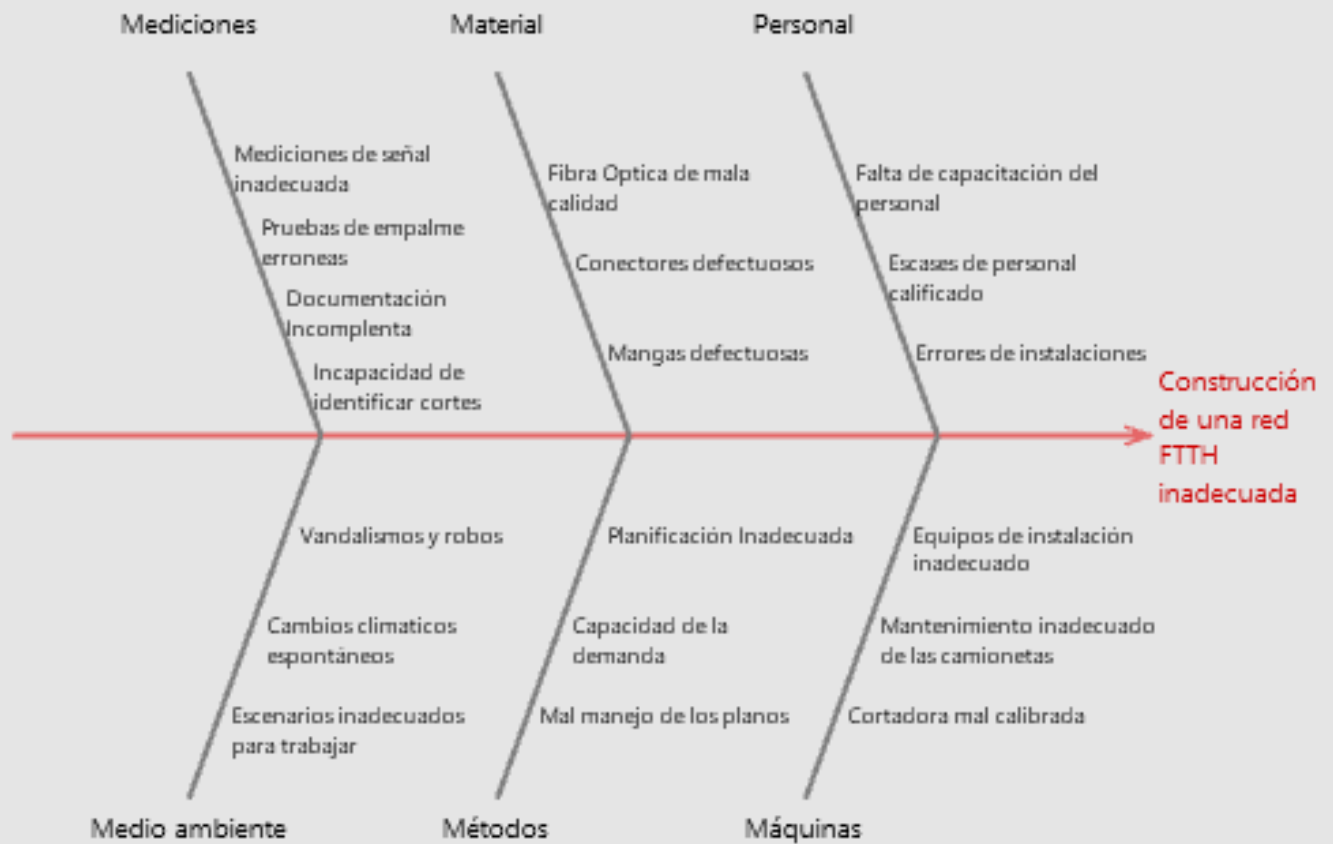 Mediciones
Material
Personal
Mediciones de señal
inadecuada
Pruebas de empalme
erroneas
Documentación
Incomplenta
Incapacidad de
identificar cortes
Fibra Optica de mala
calidad
Conectores defectuosos
Mangas defectuosas
Falta de capacitación del
personal
Escases de personal
calificado
Errores de instalaciones
Construcción
de una red
FTTH
inadecuada
Vandalismos y robos
Cambios climaticos
espontáneos
Escenarios inadecuados
para trabajar
Planificación Inadecuada
Capacidad de la
demanda
Mal manejo de los planos
Equipos de instalación
inadecuado
Mantenimiento inadecuado
de las camionetas
Cortadora mal calibrada
Medio ambiente
Métodos
Máquinas